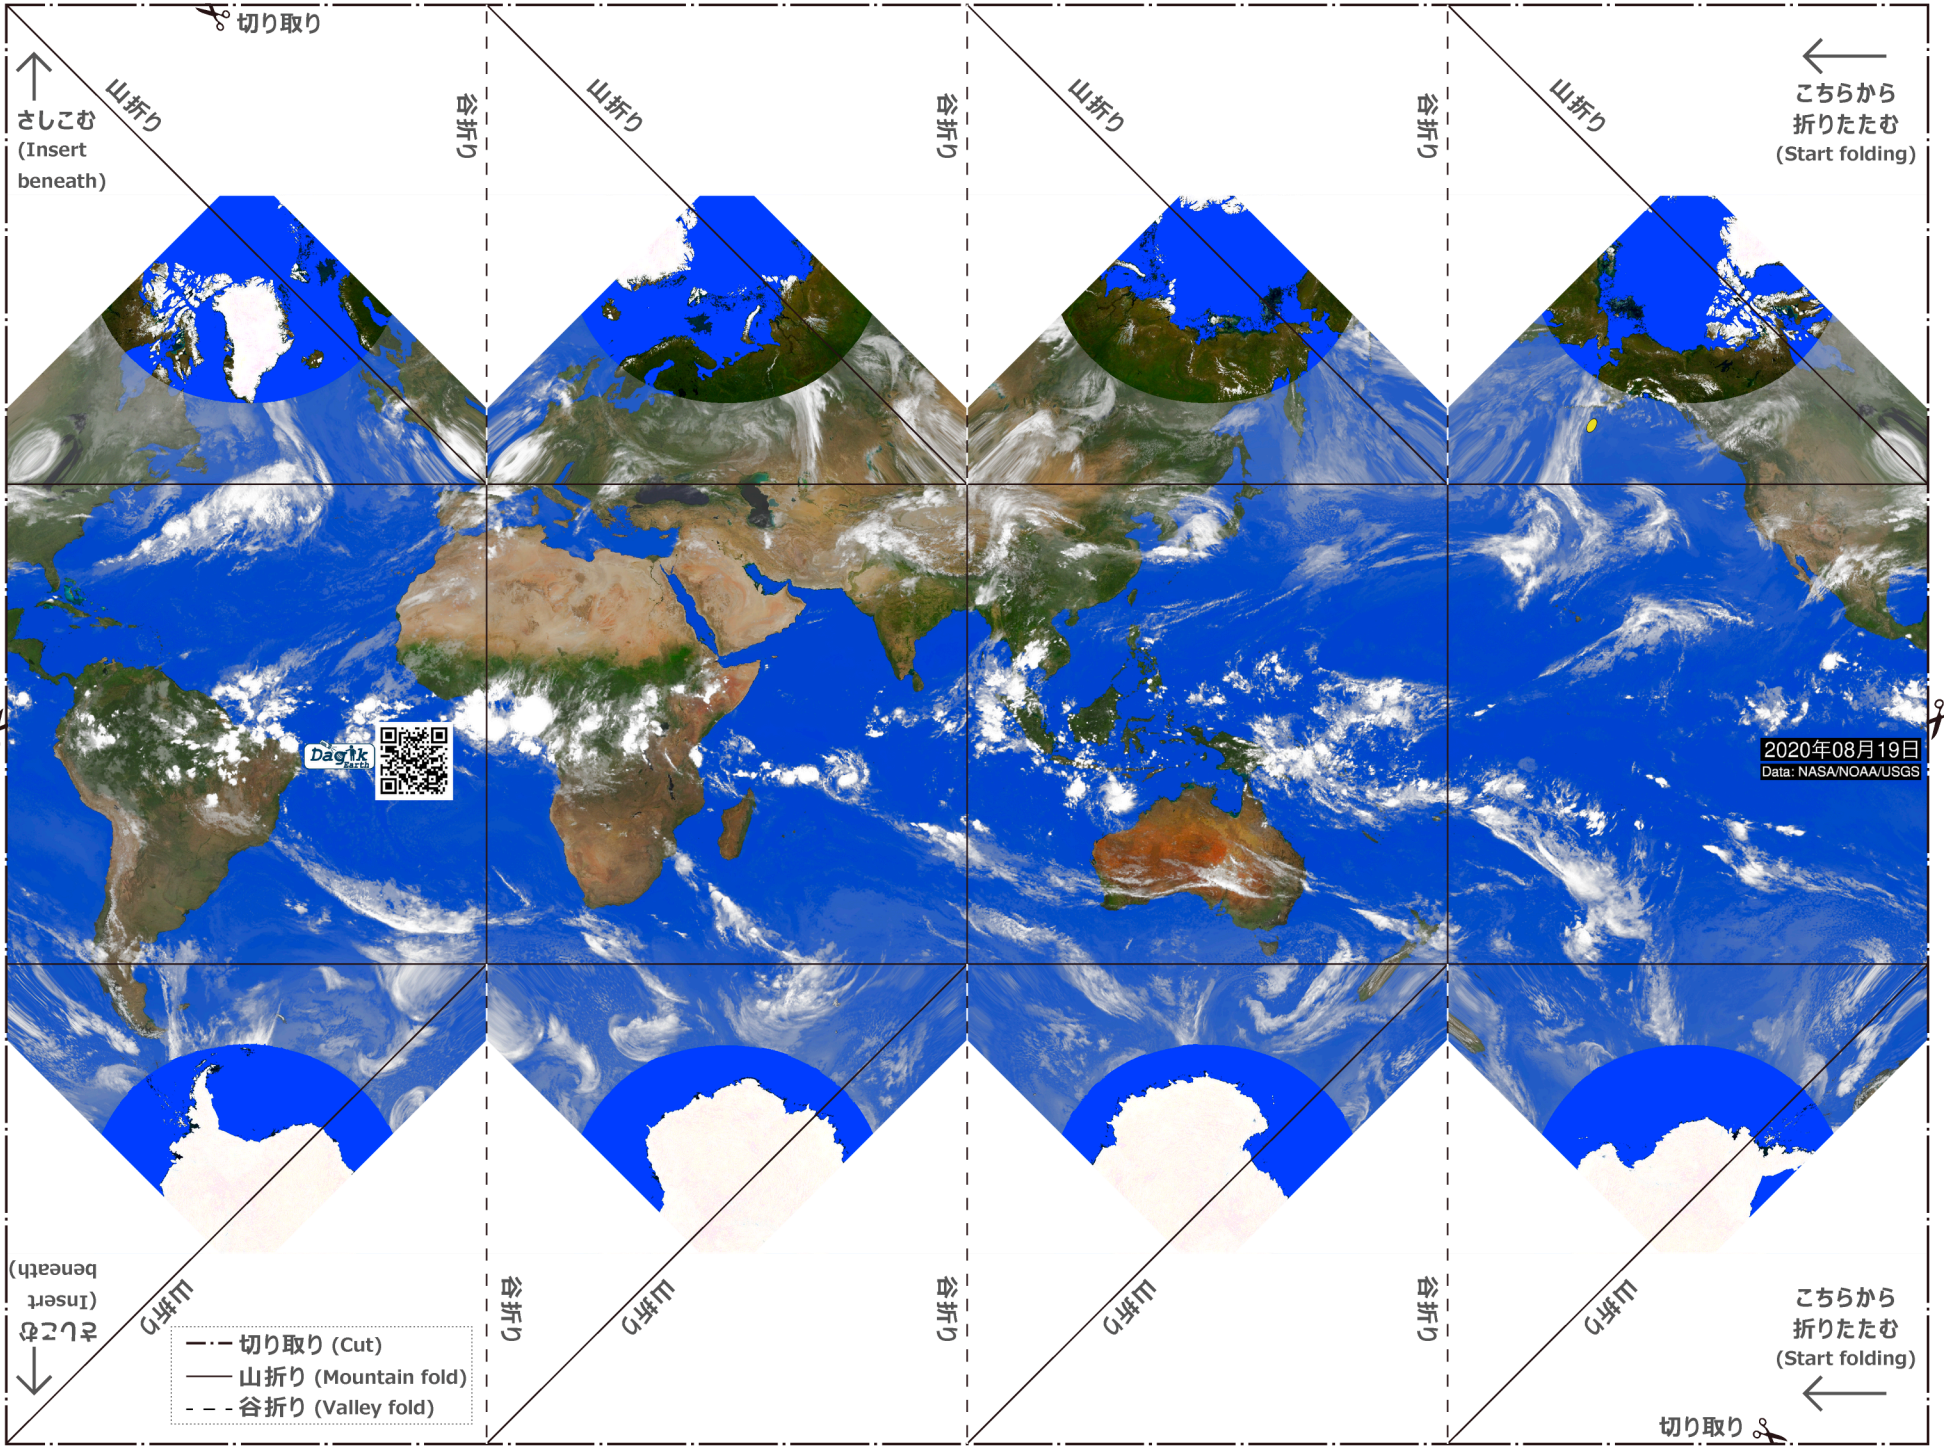 切り取り
さしこむ
(Insert
beneath)
山折り
谷折り
山折り
谷折り
山折り
谷折り
山折り
こちらから
折りたたむ
(Start folding)
Dagik
Earth
2020年08月19日
Data: NASA/NOAA/USGS
さしこむ
(Insert
beneath)
山折り
谷折り
山折り
谷折り
山折り
谷折り
山折り
こちらから
折りたたむ
(Start folding)
切り取り (Cut)
山折り (Mountain fold)
谷折り (Valley fold)
切り取り